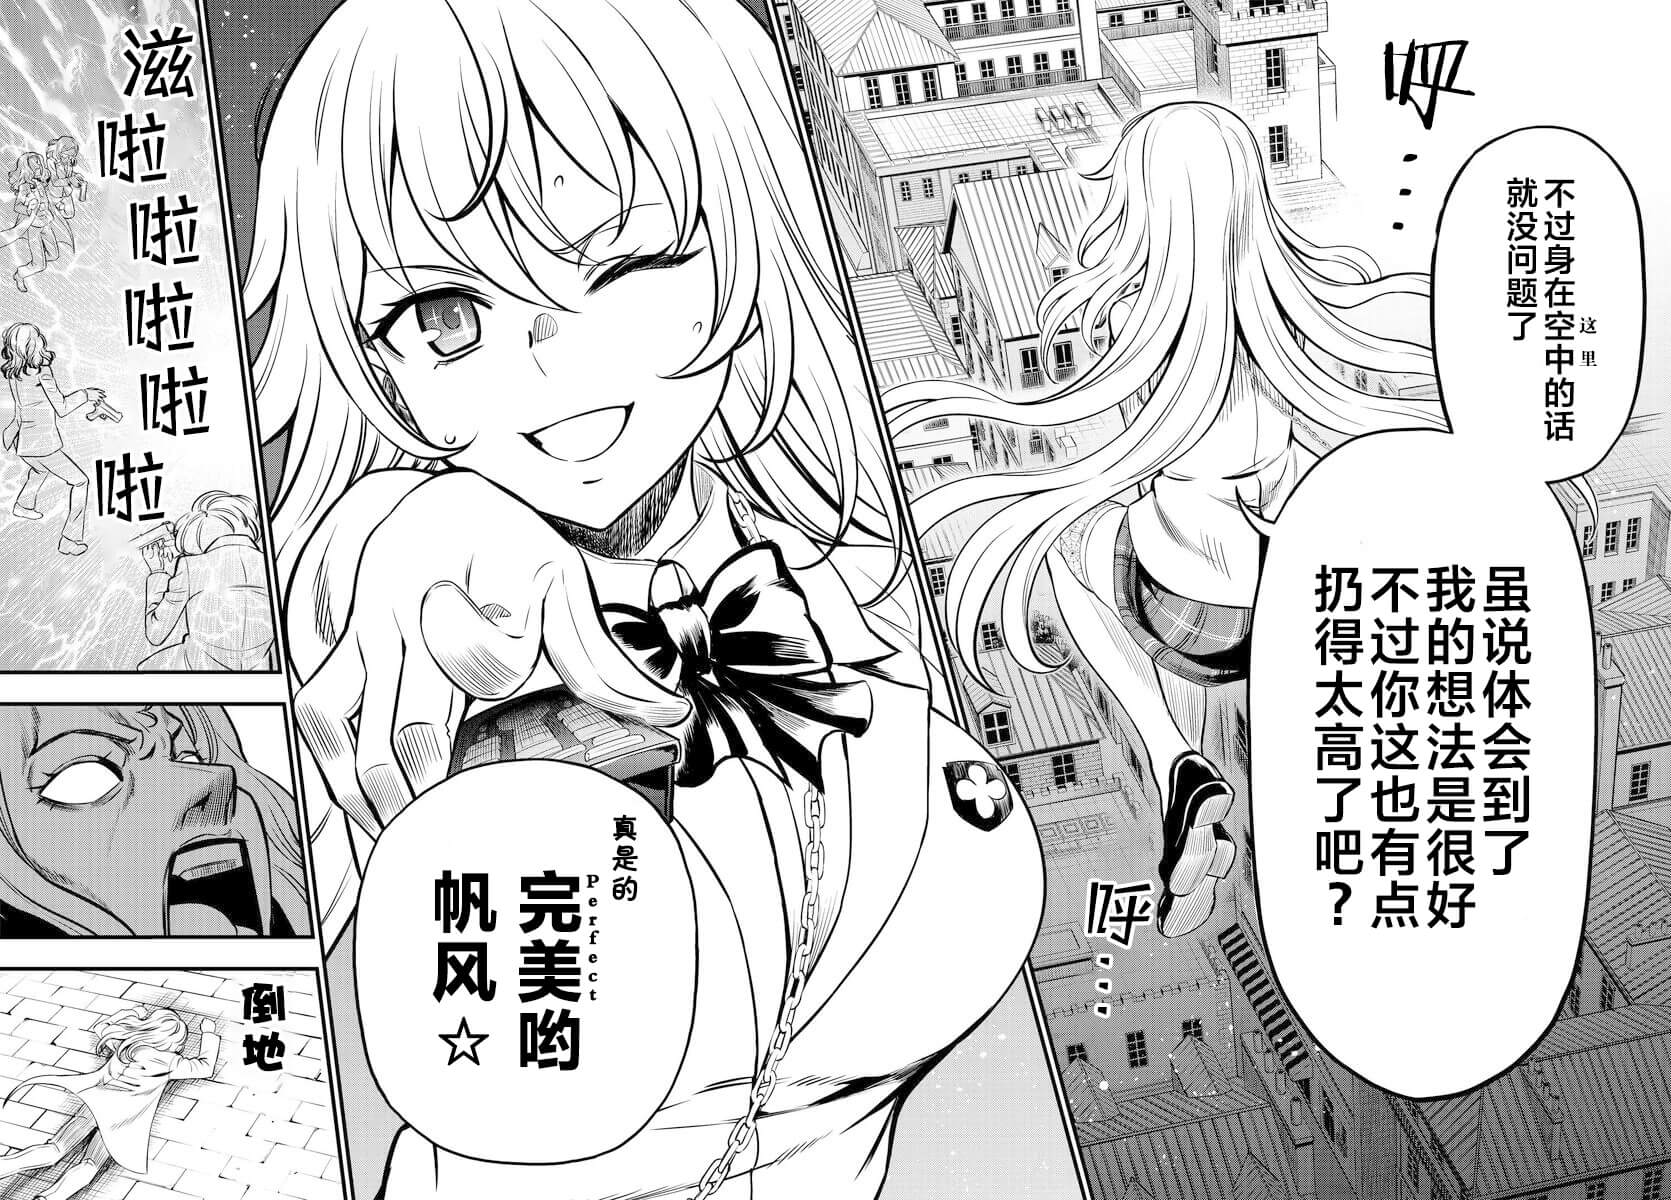 呼…
不过身在空中的话
这里
就没问题了
虽说体会到了
我的想法是很好
不过你这也有点
扔得太高了吧？
呼…
真是的
完美哟
Perfect
帆风☆
滋啦啦啦啦啦
倒地